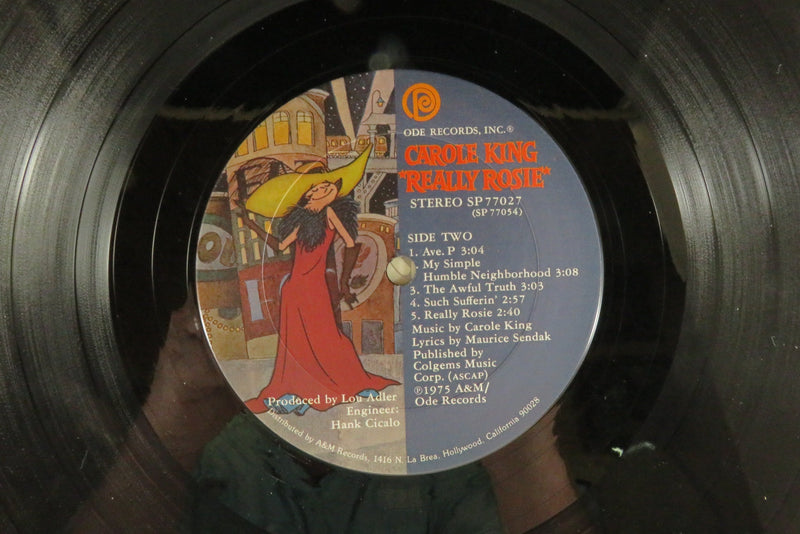 ODE RECORDS, INC.®
CAROLE KING
"REALLY ROSIE"
STEREO SP 77027
(SP 77054)
SIDE TWO
1. Ave. P 3:04
2. My Simple
Humble Neighborhood 3:08
3. The Awful Truth 3:03
4. Such Sufferin' 2:57
5. Really Rosie 2:40
Music by Carole King
Lyrics by Maurice Sendak
Published by
Colgems Music
Corp. (ASCAP)
℗1975 A&M/
Ode Records
Produced by Lou Adler
Engineer:
Hank Cicalo
Distributed by A&M Records, 1416 N. La Brea, Hollywood, California 90028